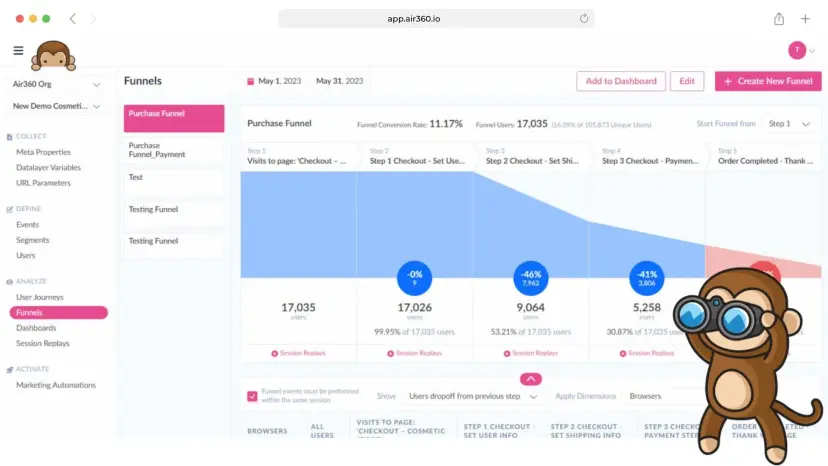 app.air360.io
T
Air360 Org
New Demo Cosmeti...
COLLECT
Meta Properties
Datalayer Variables
URL Parameters
DEFINE
Events
Segments
Users
ANALYZE
User Journeys
Funnels
Dashboards
Session Replays
ACTIVATE
Marketing Automations
Funnels
May 1, 2023 May 31, 2023
Add to Dashboard
Edit
+ Create New Funnel
Purchase Funnel
Purchase
Funnel_Payment
Test
Testing Funnel
Testing Funnel
Purchase Funnel
Funnel Conversion Rate: 11.17%
Funnel Users: 17,035 (16.09% of 105,873 Unique Users)
Start Funnel from Step 1
Step 1
Visits to page: 'Checkout – ...
Step 2
Step 1 Checkout - Set Use...
Step 3
Step 2 Checkout - Set Shi...
Step 4
Step 3 Checkout - Paymen...
Step 5
Order Completed - Thank ...
-0%
9
-46%
7,962
-41%
3,806
17,035
users
17,026
users
9,064
users
5,258
users
99.95% of 17,035 users
53.21% of 17,035 users
30.87% of 17,035
Session Replays
Session Replays
Session Replays
Session Replays
Funnel events must be performed
within the same session
Show Users dropoff from previous step
Apply Dimensions Browsers
BROWSERS
ALL
USERS
VISITS TO PAGE:
'CHECKOUT – COSMETIC
STEP 1 CHECKOUT -
SET USER INFO
STEP 2 CHECKOUT -
SET SHIPPING INFO
STEP 3 CHECKOUT
PAYMENT STEP
ORDER
THANK